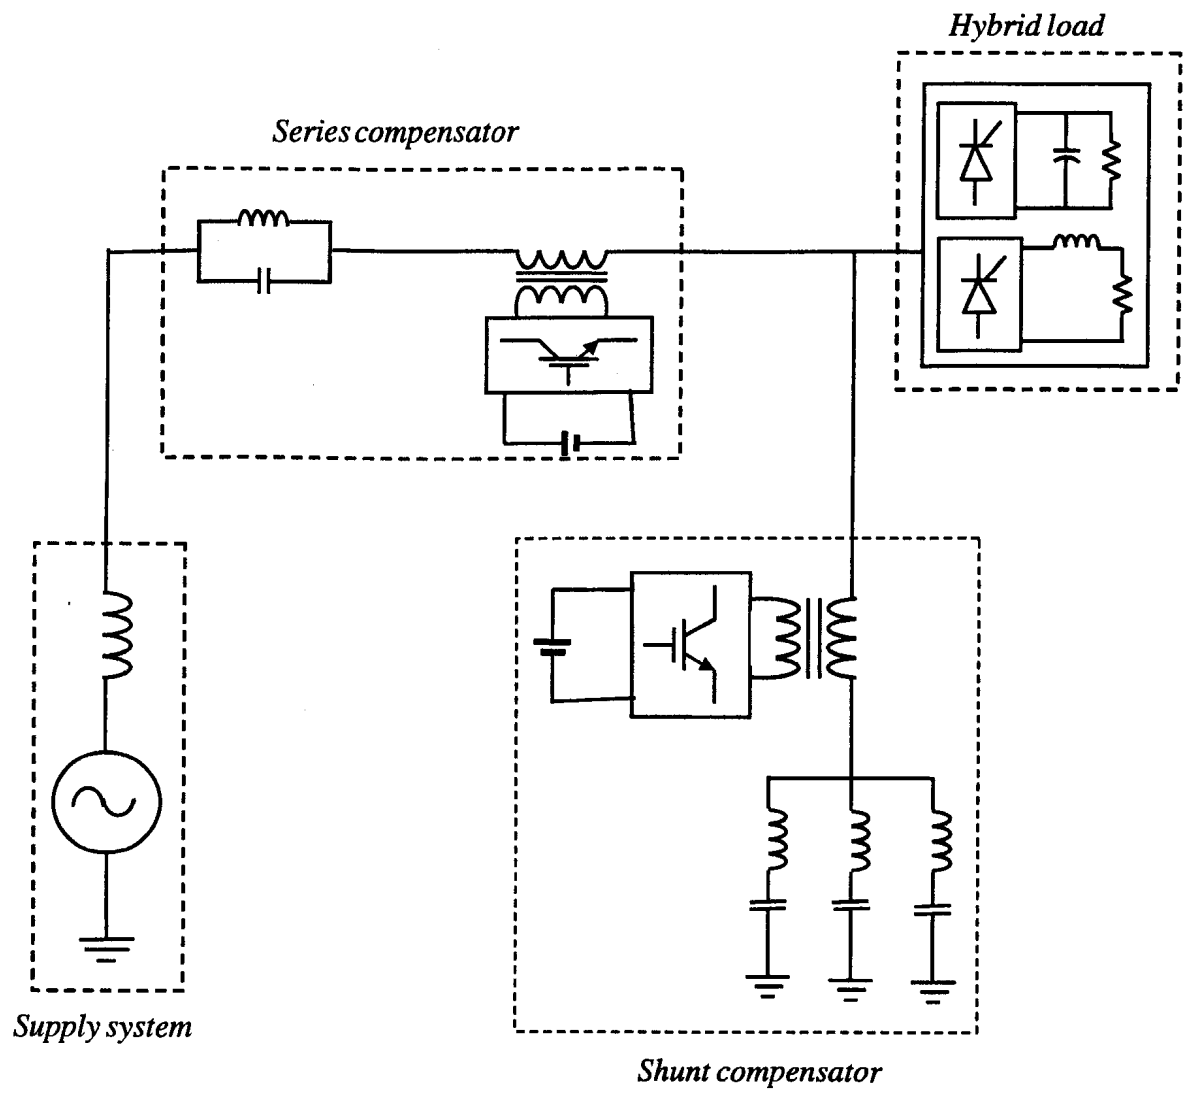 Hybrid load
Series compensator
Supply system
Shunt compensator